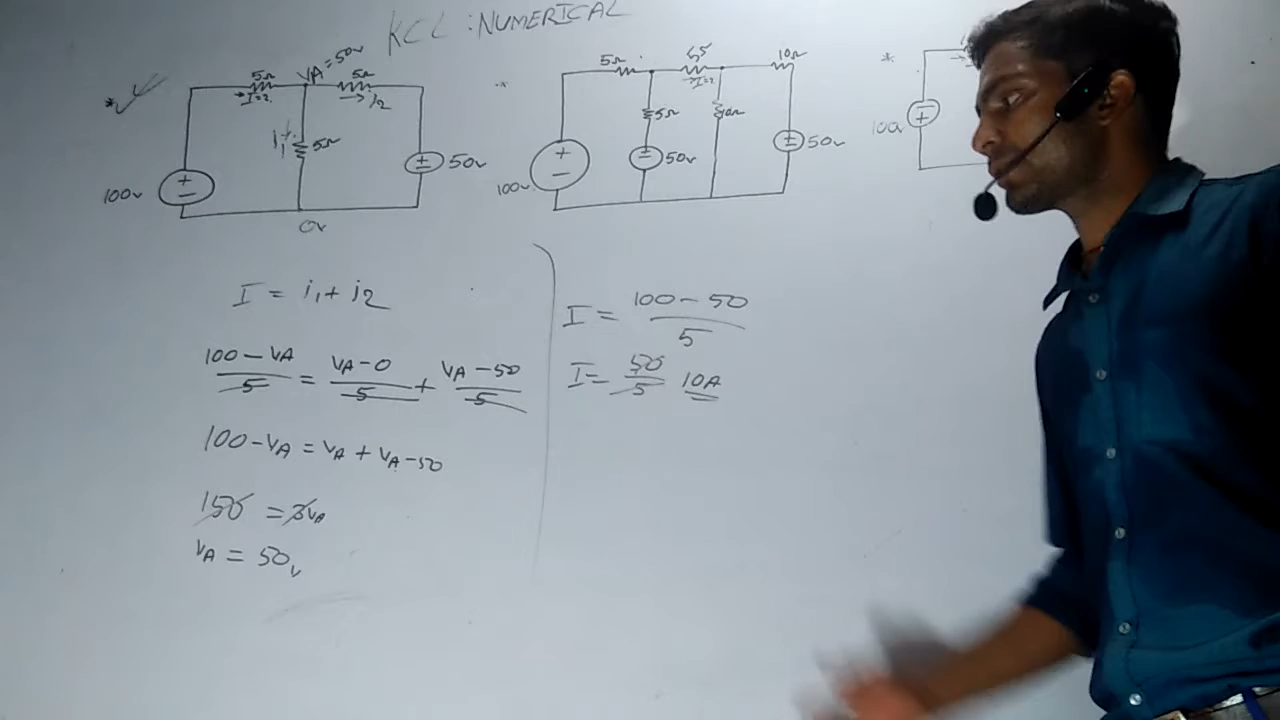 KCL : NUMERICAL
VA = 50v
5Ω
5Ω
I=?
i2
i1
5Ω
100v
50v
0v
5Ω
5Ω
10Ω
I=?
5Ω
50v
50v
100v
100v
I = i1 + i2
100 - VA / 5 = VA - 0 / 5 + VA - 50 / 5
100 - VA = VA + VA - 50
150 = 3VA
VA = 50v
I = 100 - 50 / 5
I = 50 / 5 10A